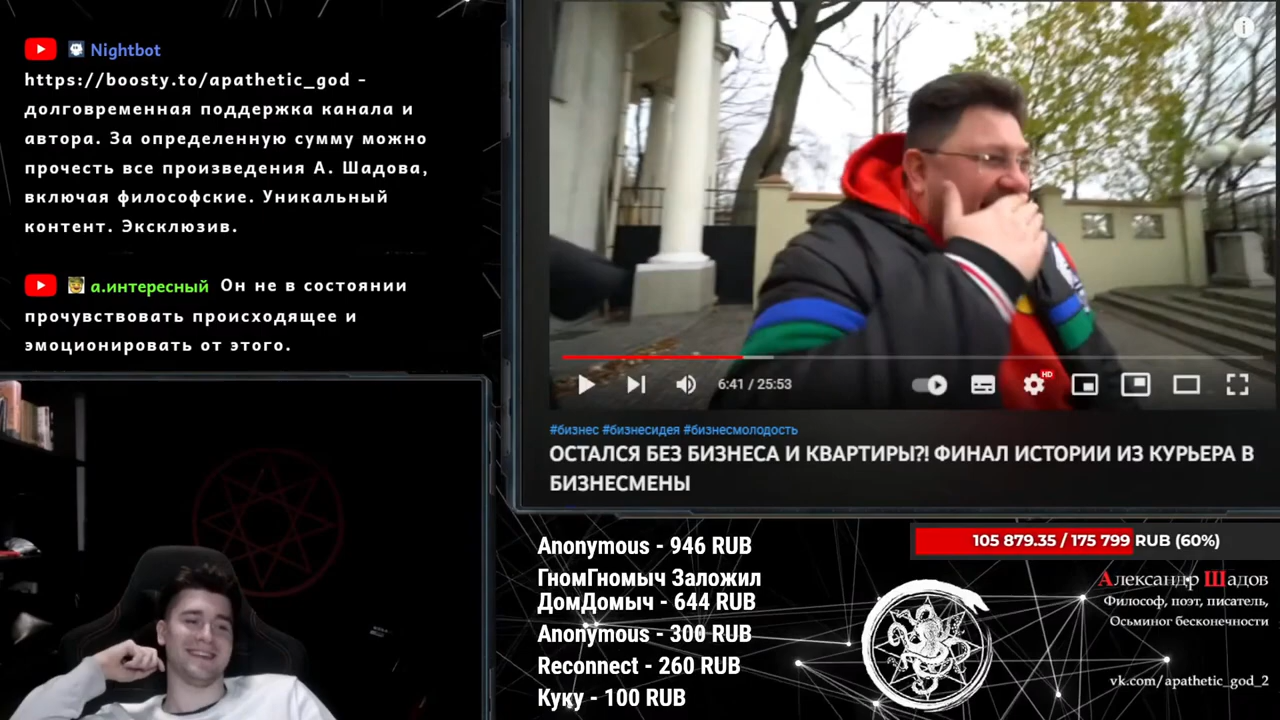 Nightbot
https://boosty.to/apathetic_god -
долговременная поддержка канала и
автора. За определенную сумму можно
прочесть все произведения А. Шадова,
включая философские. Уникальный
контент. Эксклюзив.
а.интересный Он не в состоянии
прочувствовать происходящее и
эмоционировать от этого.
6:41 / 25:53
HD
#бизнес #бизнесидея #бизнесмолодость
ОСТАЛСЯ БЕЗ БИЗНЕСА И КВАРТИРЫ?! ФИНАЛ ИСТОРИИ ИЗ КУРЬЕРА В
БИЗНЕСМЕНЫ
Anonymous - 946 RUB
ГномГномыч Заложил
ДомДомыч - 644 RUB
Anonymous - 300 RUB
Reconnect - 260 RUB
Куку - 100 RUB
105 879.35 / 175 799 RUB (60%)
Александр Шадов
Философ, поэт, писатель,
Осьминог бесконечности
vk.com/apathetic_god_2